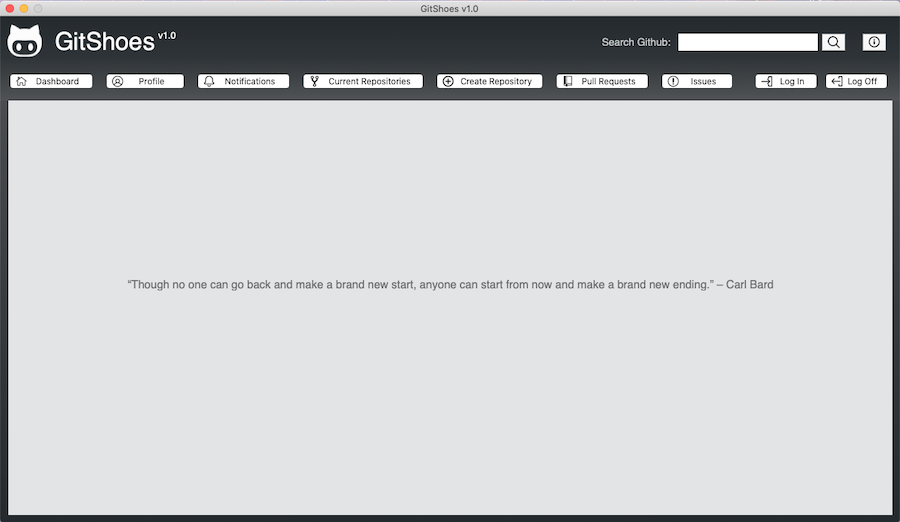 GitShoes v1.0
GitShoes v1.0
Search Github:
Dashboard
Profile
Notifications
Current Repositories
Create Repository
Pull Requests
Issues
Log In
Log Off
“Though no one can go back and make a brand new start, anyone can start from now and make a brand new ending.” – Carl Bard